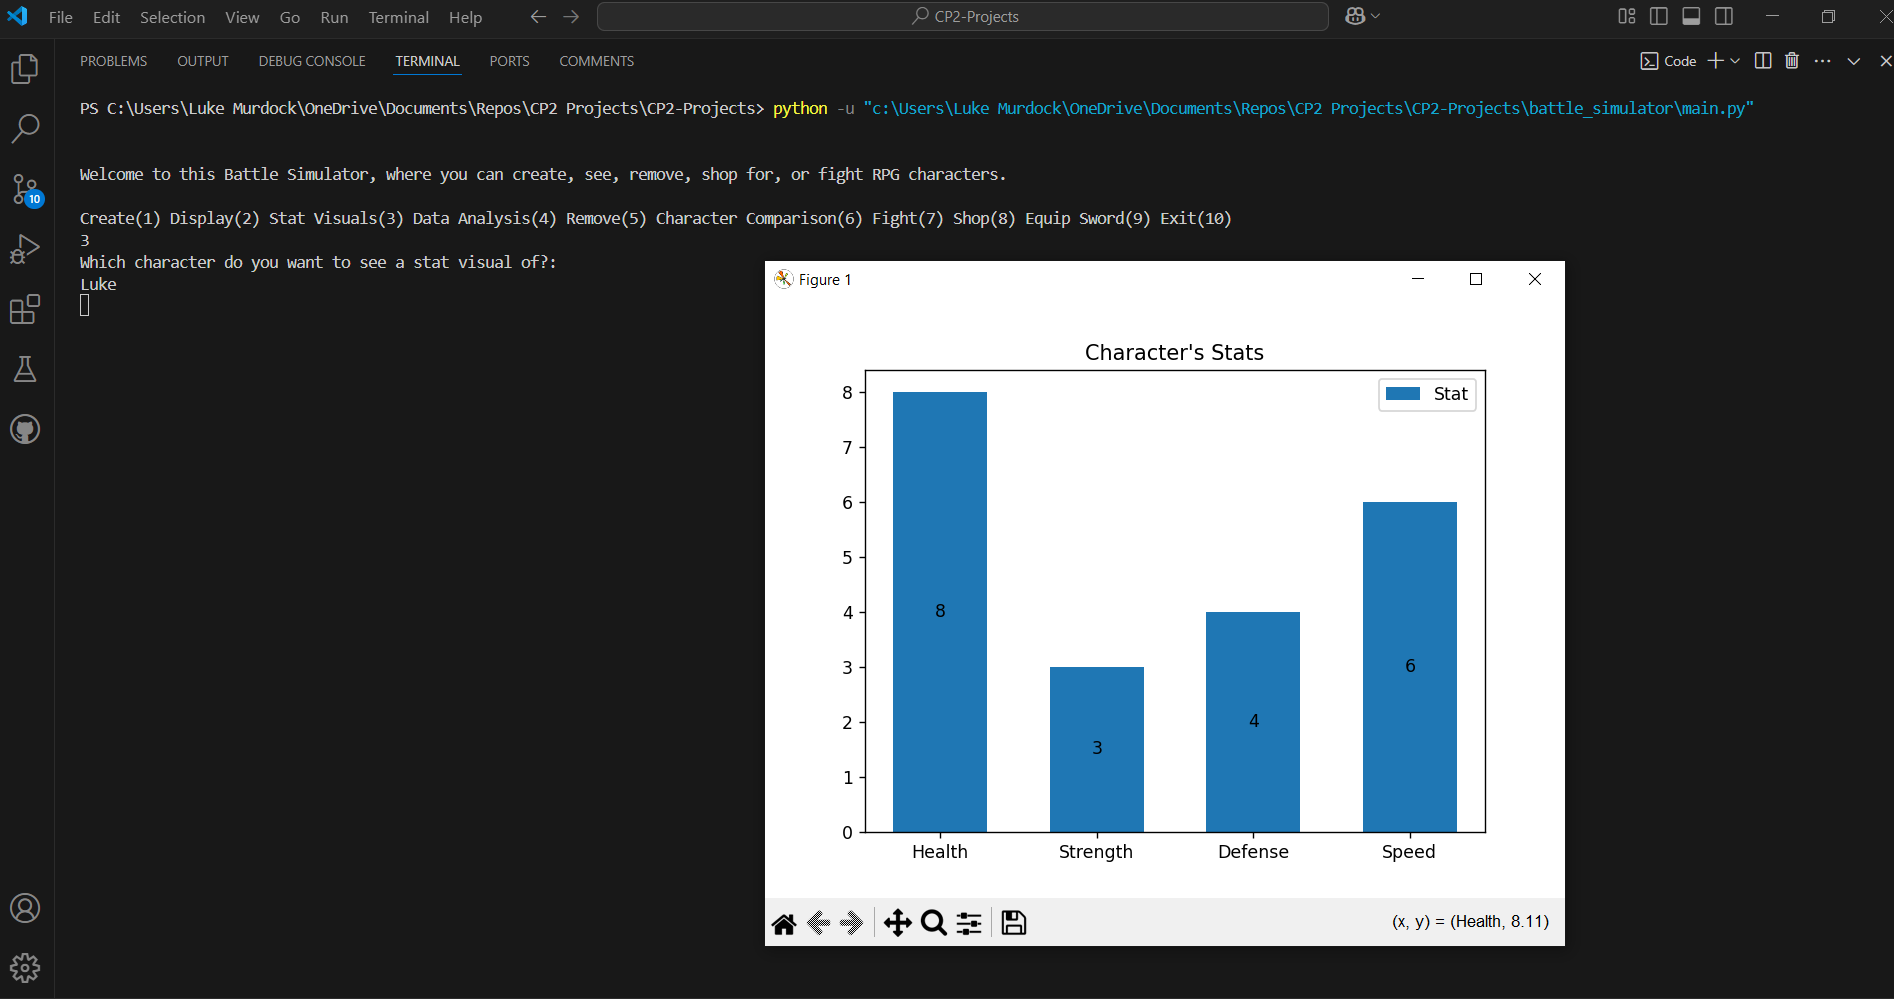 File Edit Selection View Go Run Terminal Help
CP2-Projects
PROBLEMS OUTPUT DEBUG CONSOLE TERMINAL PORTS COMMENTS
Code
PS C:\Users\Luke Murdock\OneDrive\Documents\Repos\CP2 Projects\CP2-Projects> python -u "c:\Users\Luke Murdock\OneDrive\Documents\Repos\CP2 Projects\CP2-Projects\battle_simulator\main.py"
Welcome to this Battle Simulator, where you can create, see, remove, shop for, or fight RPG characters.
Create(1) Display(2) Stat Visuals(3) Data Analysis(4) Remove(5) Character Comparison(6) Fight(7) Shop(8) Equip Sword(9) Exit(10)
3
Which character do you want to see a stat visual of?:
Luke
10
Figure 1
Character's Stats
Stat
8
7
6
5
4
3
2
1
0
8
3
4
6
Health Strength Defense Speed
(x, y) = (Health, 8.11)